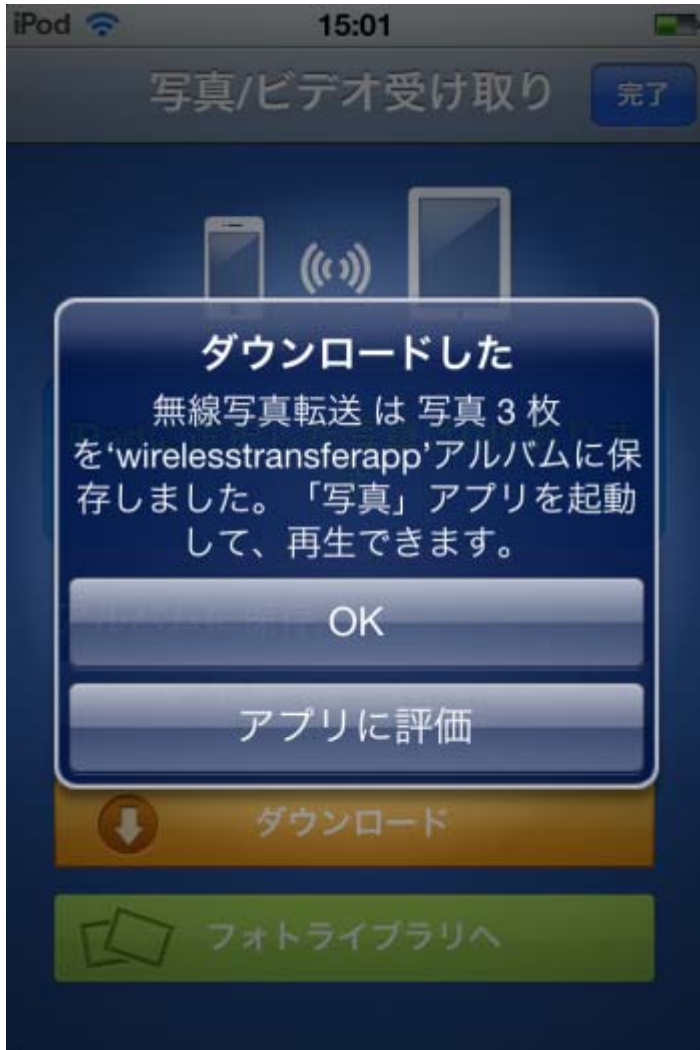 iPod
15:01
写真/ビデオ受け取り
完了
ダウンロードした
無線写真転送 は 写真 3 枚
を‘wirelesstransferapp’アルバムに保
存しました。「写真」アプリを起動
して、再生できます。
OK
アプリに評価
ダウンロード
フォトライブラリへ